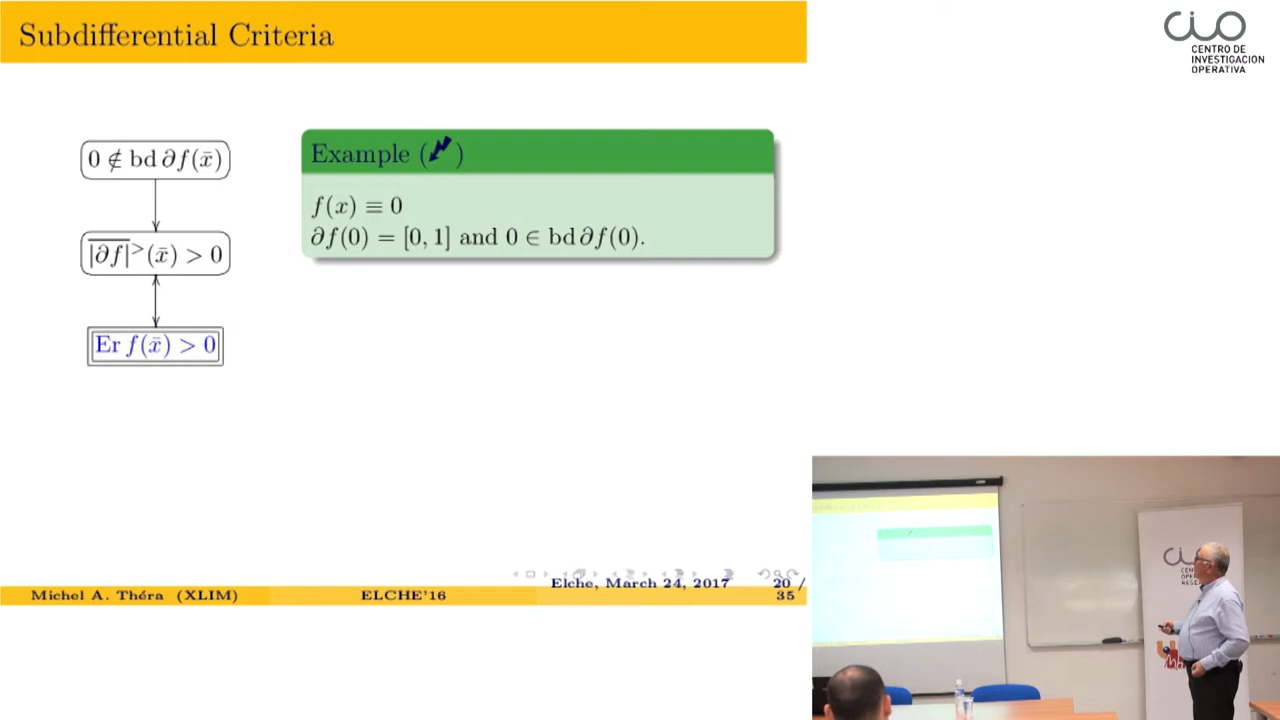 Subdifferential Criteria
CIO
CENTRO DE
INVESTIGACION
OPERATIVA
0 ∉ bd ∂f(x̄)
Example ( )
f(x) ≡ 0
∂f(0) = [0, 1] and 0 ∈ bd ∂f(0).
|∂f|>(x̄) > 0
Er f(x̄) > 0
Elche, March 24, 2017
20 /
35
Michel A. Théra (XLIM)
ELCHE'16